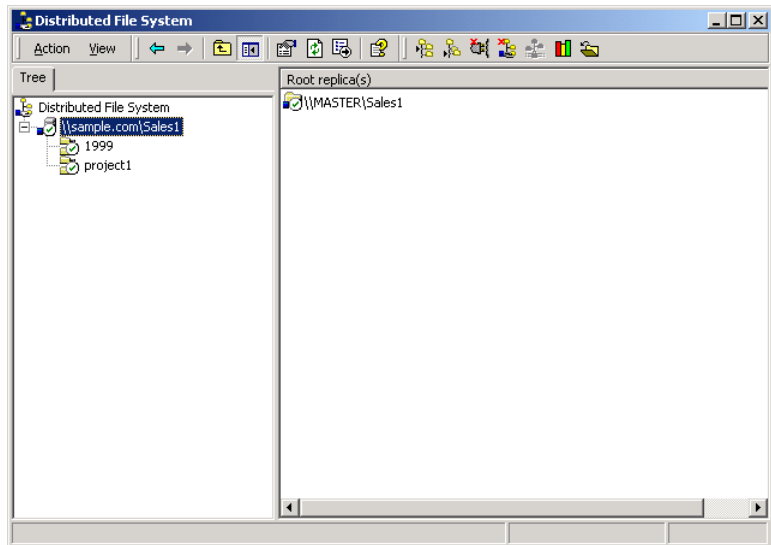 Distributed File System
Action View
Tree
Root replica(s)
Distributed File System
\\sample.com\Sales1
1999
project1
\\MASTER\Sales1